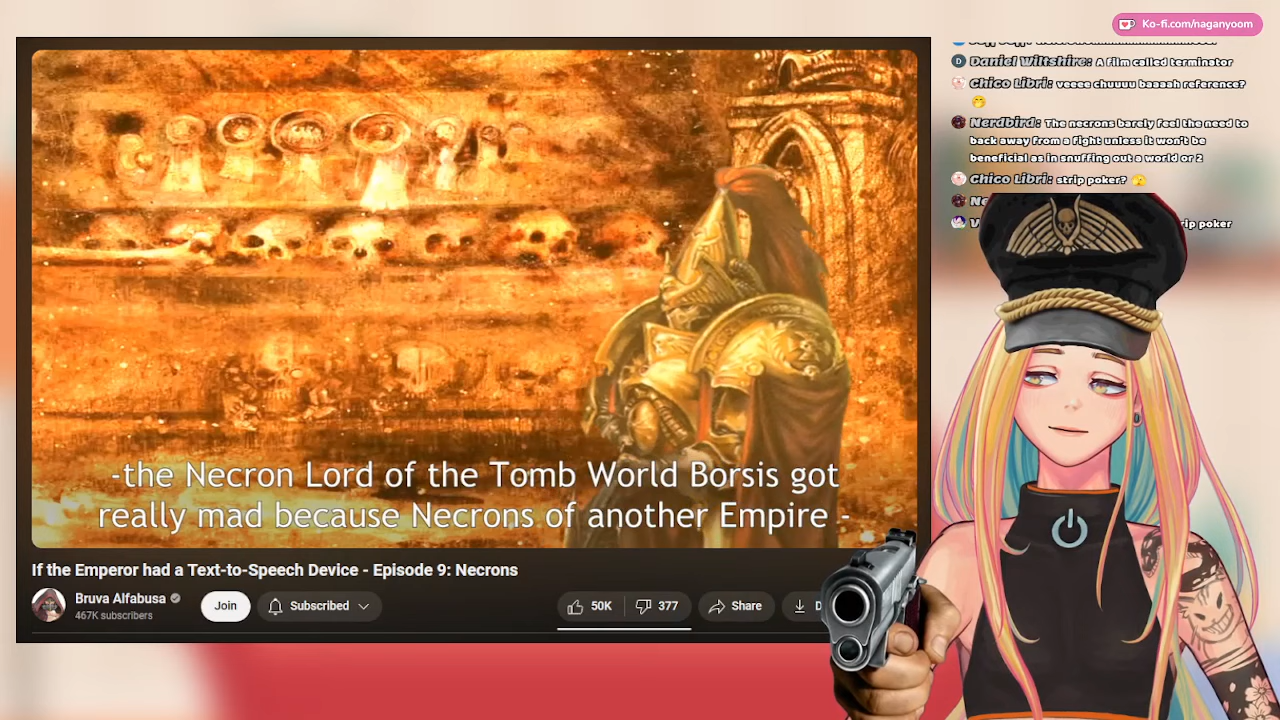 Ko-fi.com/naganyoom
Daniel Wiltshire: A film called terminator
Chico Libri: veeee chuuuu baaaah reference?
Nerdbird: The necrons barely feel the need to
back away from a fight unless it won't be
beneficial as in snuffing out a world or 2
Chico Libri: strip poker?
Ne
V rip poker
-the Necron Lord of the Tomb World Borsis got
really mad because Necrons of another Empire -
If the Emperor had a Text-to-Speech Device - Episode 9: Necrons
Bruva Alfabusa
467K subscribers
Join
Subscribed
50K
377
Share
D